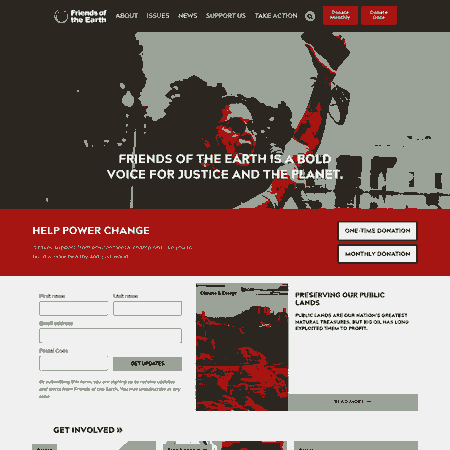 Friends of
the Earth
ABOUT
ISSUES
NEWS
SUPPORT US
TAKE ACTION
Donate
Monthly
Donate
Once
FRIENDS OF THE EARTH IS A BOLD
VOICE FOR JUSTICE AND THE PLANET.
HELP POWER CHANGE
ONE-TIME DONATION
MONTHLY DONATION
First name
Last name
Email address
Postal Code
GET UPDATES
By submitting this form, you are signing up to receive updates
and emails from Friends of the Earth. You may unsubscribe at any
time.
Climate & Energy
PRESERVING OUR PUBLIC
LANDS
PUBLIC LANDS ARE OUR NATION'S GREATEST
NATURAL TREASURES. BUT BIG OIL HAS LONG
EXPLOITED THEM TO PROFIT.
READ MORE
GET INVOLVED »